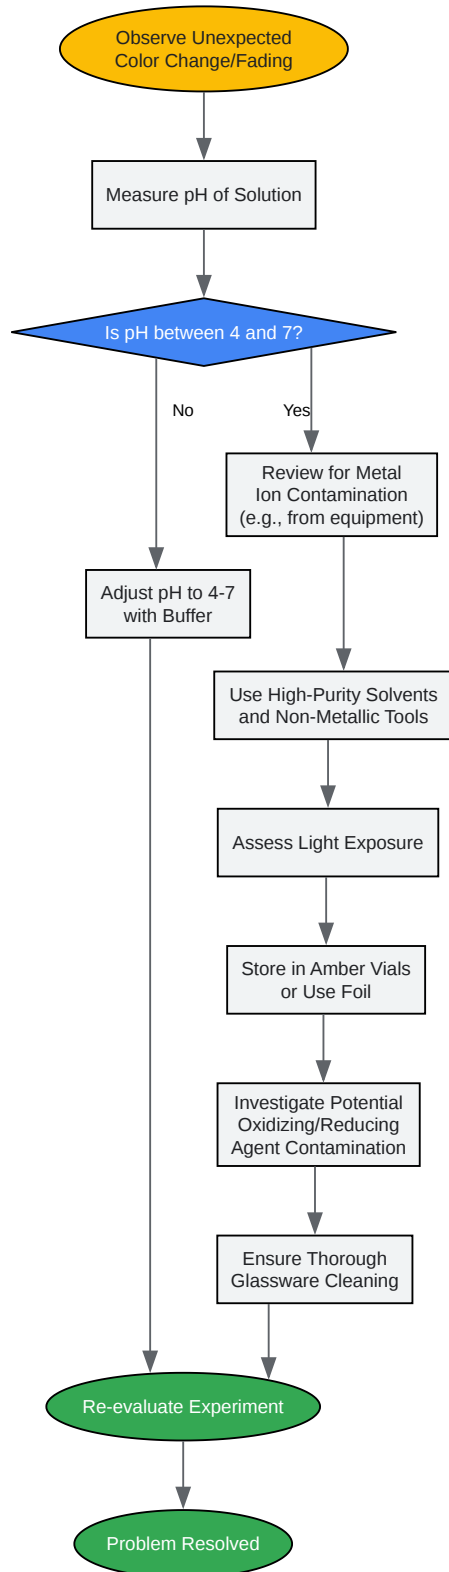 Observe Unexpected
Color Change/Fading
Measure pH of Solution
Is pH between 4 and 7?
No
Yes
Review for Metal
Ion Contamination
(e.g., from equipment)
Adjust pH to 4-7
with Buffer
Use High-Purity Solvents
and Non-Metallic Tools
Assess Light Exposure
Store in Amber Vials
or Use Foil
Investigate Potential
Oxidizing/Reducing
Agent Contamination
Ensure Thorough
Glassware Cleaning
Re-evaluate Experiment
Problem Resolved